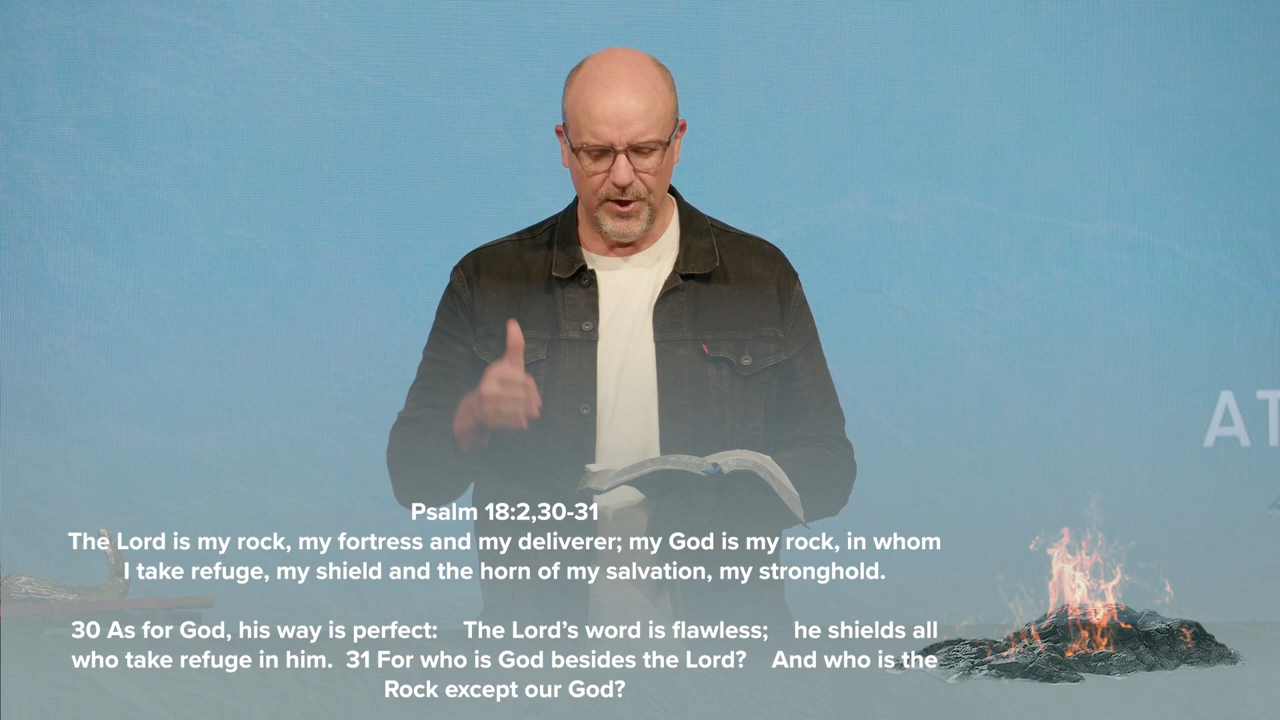 Psalm 18:2,30-31
The Lord is my rock, my fortress and my deliverer; my God is my rock, in whom
I take refuge, my shield and the horn of my salvation, my stronghold.
30 As for God, his way is perfect: The Lord’s word is flawless; he shields all
who take refuge in him. 31 For who is God besides the Lord? And who is the
Rock except our God?
AT